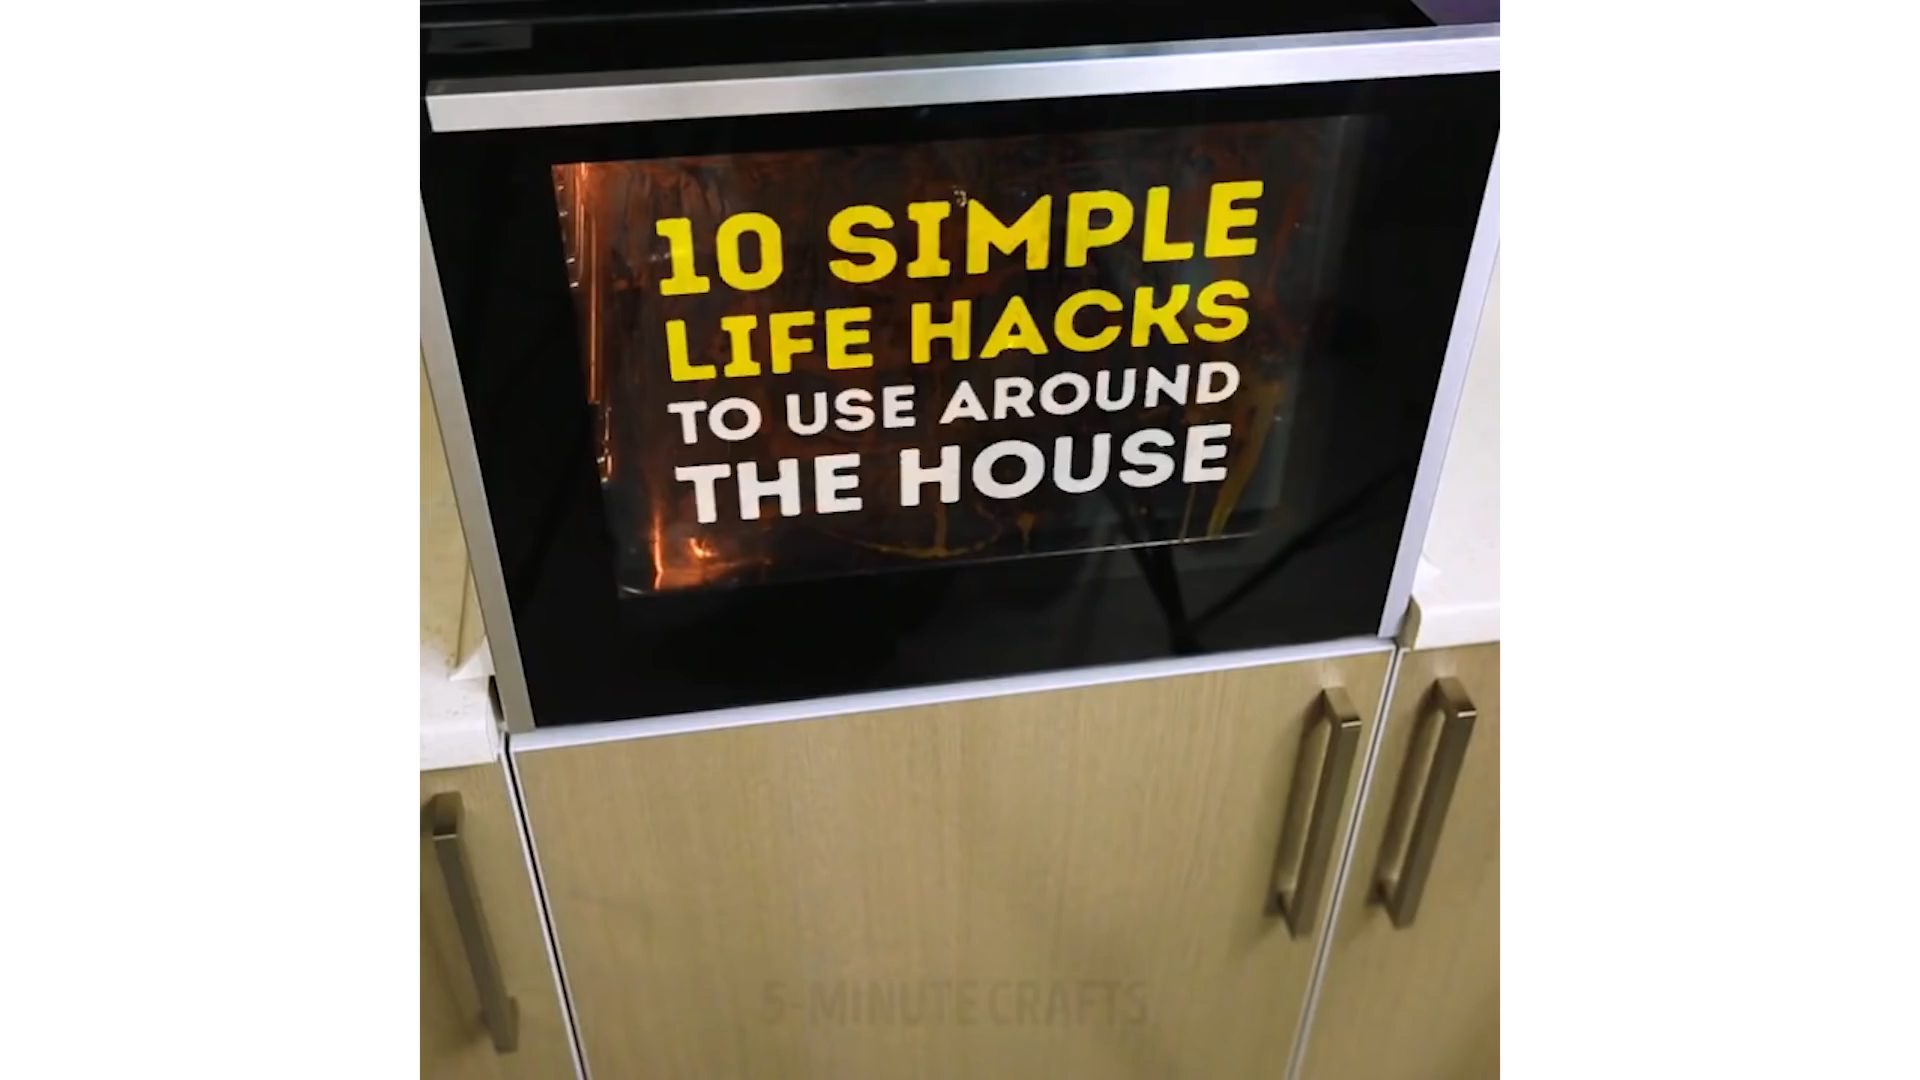 10 SIMPLE
LIFE HACKS
TO USE AROUND
THE HOUSE
5-MINUTE CRAFTS